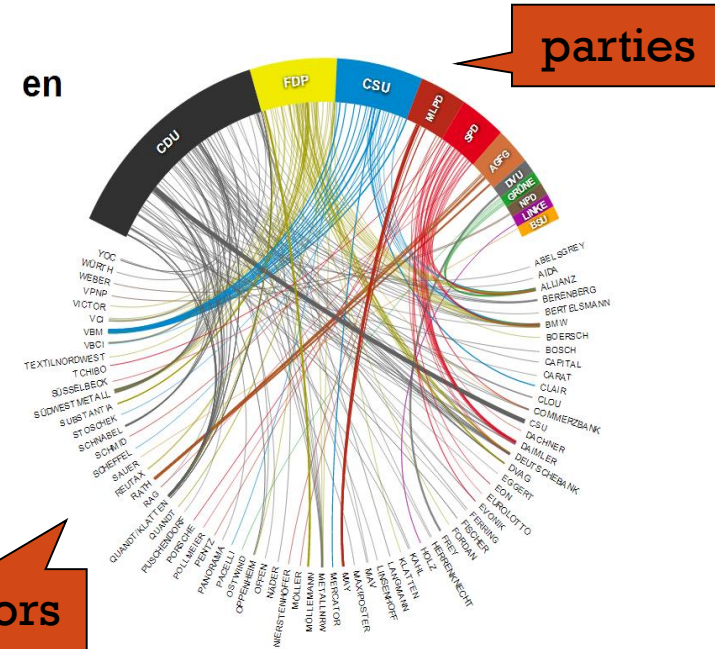 parties
en
CDU
FDP
CSU
MLPD
SPD
AGFG
DVU
GRÜNE
NPD
LINKE
BSU
YOC
WÜRTH
WEBER
VPNP
VICTOR
VCI
VBM
VBCI
TEXTILNORDWEST
TCHIBO
SÜSSELBECK
SÜDWESTMETALL
SUBSTANTIA
STOSCHEK
SCHNABEL
SCHMID
SCHEFFEL
SAUER
REUTAX
RATH
RAG
QUANDT/KLATTEN
QUANDT
PÜSCHENDORF
PORSCHE
POLLMEIER
PENTZ
PANORAMA
PACELLI
OSTWIND
OPPENHEIM
OFFEN
NÄDER
NIERSTENHÖFER
MÖLLER
MÖLLEMANN
METALLNRW
MERCATOR
MAY
MAXIPOSTER
MAV
LINSENHOFF
LANGMANN
KLATTEN
KAHL
HOLZ
HERRENKNECHT
FREY
FORDAN
FISCHER
FERRING
EVONIK
EUROLOTTO
EON
EGGERT
DVAG
DEUTSCHEBANK
DAIMLER
DACHNER
CSU
COMMERZBANK
CLOU
CLAIR
CARAT
CAPITAL
BOSCH
BOERSCH
BMW
BERTELSMANN
BERENBERG
ALLIANZ
AIDA
ABELSGREY
ors